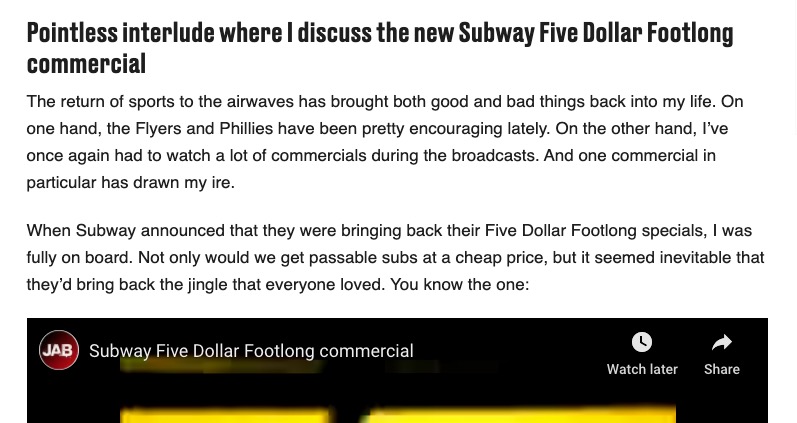 Pointless interlude where I discuss the new Subway Five Dollar Footlong
commercial
The return of sports to the airwaves has brought both good and bad things back into my life. On
one hand, the Flyers and Phillies have been pretty encouraging lately. On the other hand, I've
once again had to watch a lot of commercials during the broadcasts. And one commercial in
particular has drawn my ire.
When Subway announced that they were bringing back their Five Dollar Footlong specials, I was
fully on board. Not only would we get passable subs at a cheap price, but it seemed inevitable that
they'd bring back the jingle that everyone loved. You know the one:
JAB Subway Five Dollar Footlong commercial
Watch later Share